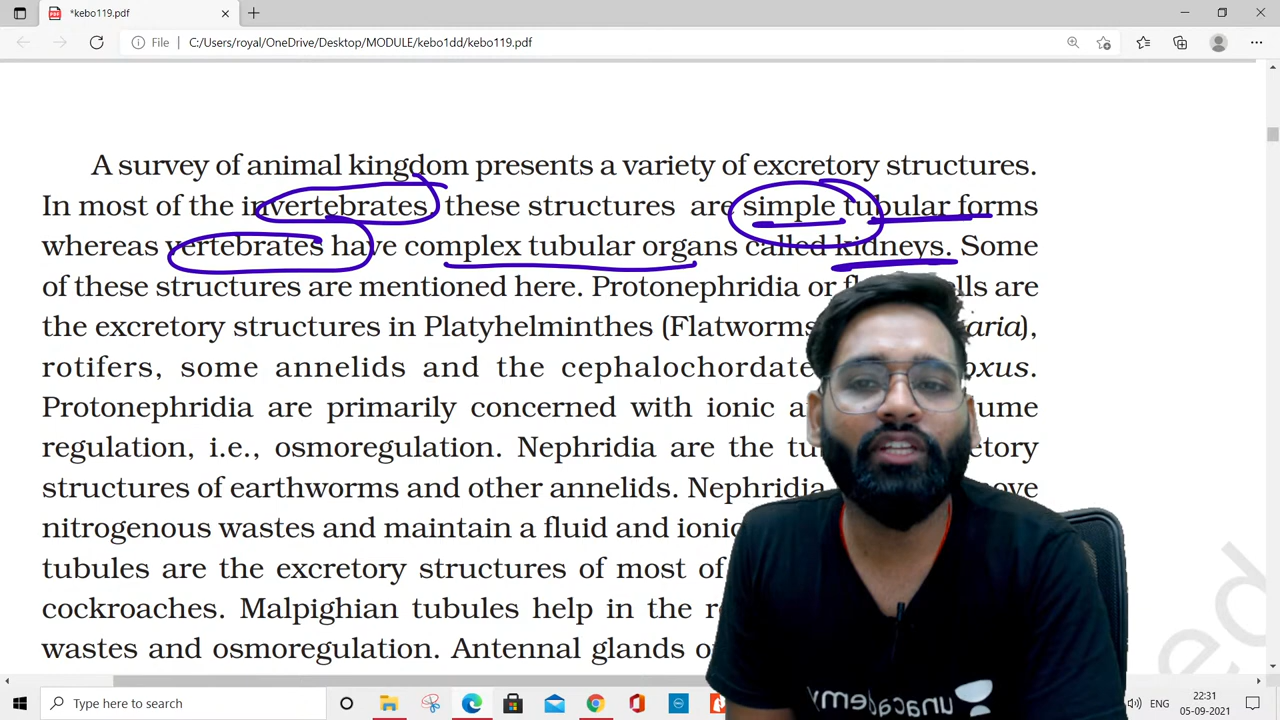 *kebo119.pdf
File C:/Users/royal/OneDrive/Desktop/MODULE/kebo1dd/kebo119.pdf
A survey of animal kingdom presents a variety of excretory structures.
In most of the invertebrates, these structures are simple tubular forms
whereas vertebrates have complex tubular organs called kidneys. Some
of these structures are mentioned here. Protonephridia or are
the excretory structures in Platyhelminthes (Flatworms
rotifers, some annelids and the cephalochordate
Protonephridia are primarily concerned with ionic
regulation, i.e., osmoregulation. Nephridia are the
structures of earthworms and other annelids. Nephridia
nitrogenous wastes and maintain a fluid and ionic
tubules are the excretory structures of most of
cockroaches. Malpighian tubules help in the
wastes and osmoregulation. Antennal glands
unacademy
Type here to search
ENG
22:31
05-09-2021